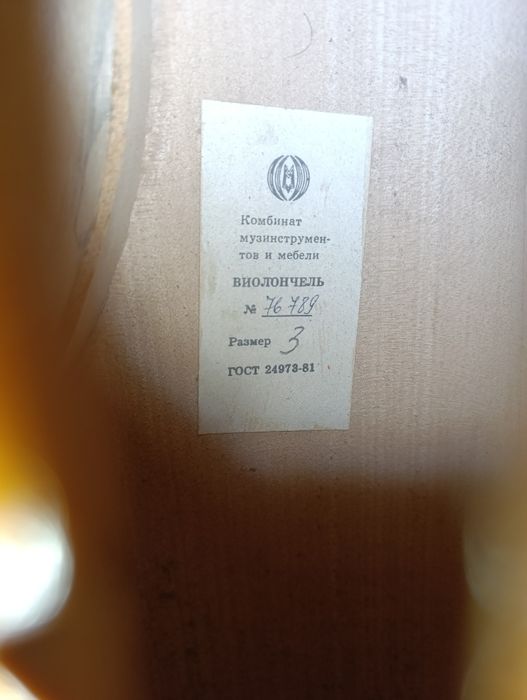 Комбинат
музинструмен-
тов и мебели
ВИОЛОНЧЕЛЬ
№ 76 789
Размер 3
ГОСТ 24973-81